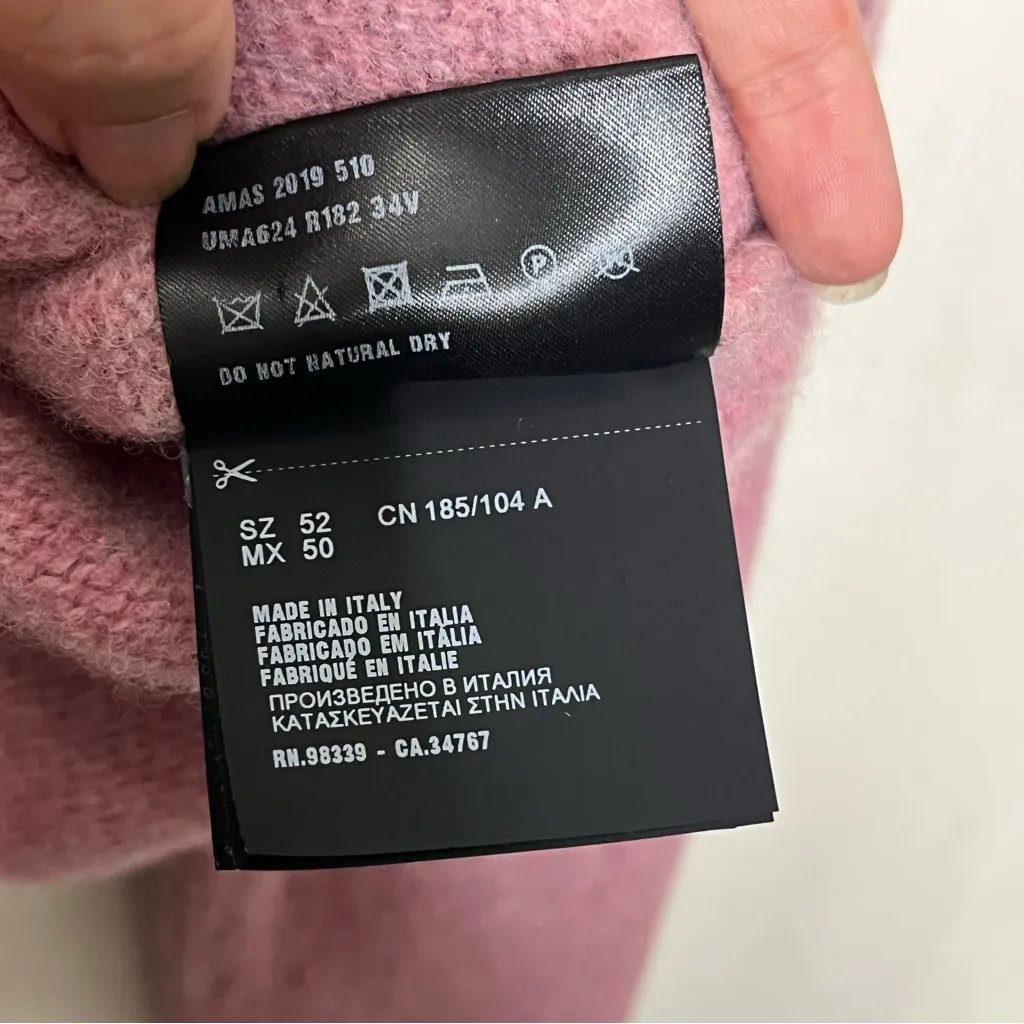 AMAS 2019 510
UMA624 R182 34V
P
DO NOT NATURAL DRY
SZ 52 CN 185/104 A
MX 50
MADE IN ITALY
FABRICADO EN ITALIA
FABRICADO EM ITÁLIA
FABRIQUÉ EN ITALIE
ПРОИЗВЕДЕНО В ИТАЛИЯ
ΚΑΤΑΣΚΕΥΑΖΕΤΑΙ ΣΤΗΝ ΙΤΑΛΙΑ
RN.98339 - CA.34767